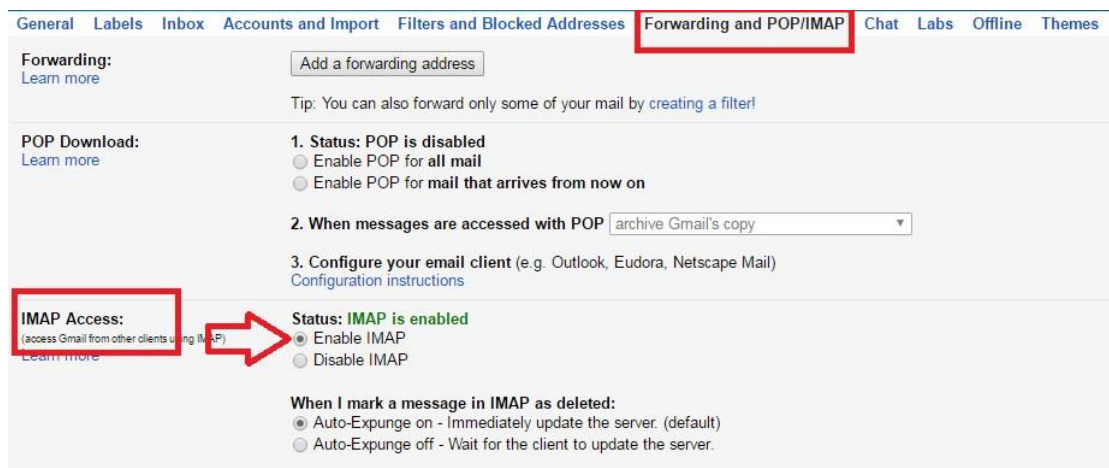 General Labels Inbox Accounts and Import Filters and Blocked Addresses Forwarding and POP/IMAP Chat Labs Offline Themes
Forwarding:
Learn more
Add a forwarding address
Tip: You can also forward only some of your mail by creating a filter!
POP Download:
Learn more
1. Status: POP is disabled
Enable POP for all mail
Enable POP for mail that arrives from now on
2. When messages are accessed with POP archive Gmail's copy
3. Configure your email client (e.g. Outlook, Eudora, Netscape Mail)
Configuration instructions
IMAP Access:
(access Gmail from other clients using IMAP)
Learn more
Status: IMAP is enabled
Enable IMAP
Disable IMAP
When I mark a message in IMAP as deleted:
Auto-Expunge on - Immediately update the server. (default)
Auto-Expunge off - Wait for the client to update the server.